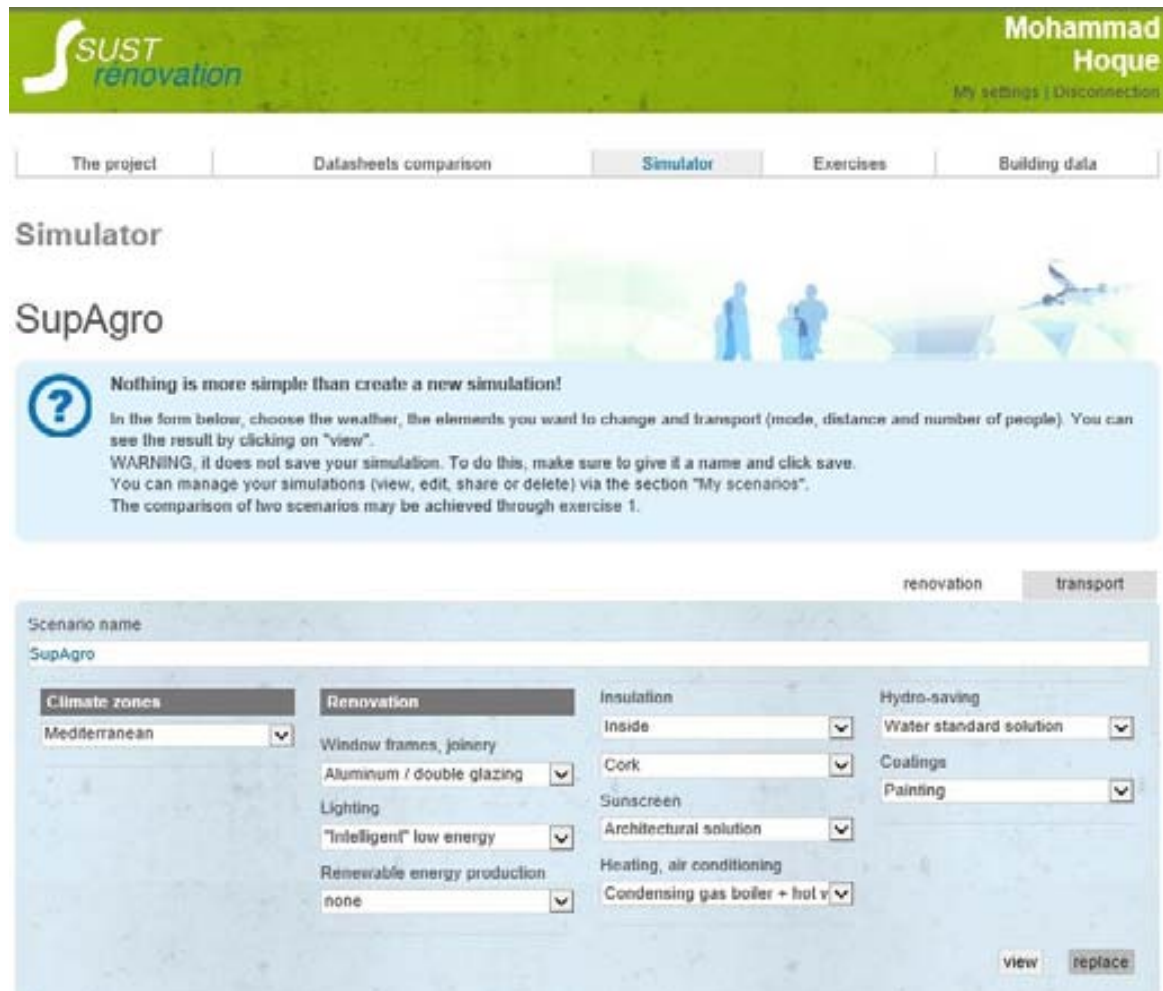 SUST
rénovation
Mohammad
Hoque
My settings | Disconnection
The project
Datasheets comparison
Simulator
Exercises
Building data
Simulator
SupAgro
?
Nothing is more simple than create a new simulation!
In the form below, choose the weather, the elements you want to change and transport (mode, distance and number of people). You can
see the result by clicking on "view".
WARNING, it does not save your simulation. To do this, make sure to give it a name and click save.
You can manage your simulations (view, edit, share or delete) via the section "My scenarios".
The comparison of two scenarios may be achieved through exercise 1.
renovation
transport
Scenario name
SupAgro
Climate zones
Mediterranean
Renovation
Window frames, joinery
Aluminum / double glazing
Lighting
"Intelligent" low energy
Renewable energy production
none
Insulation
Inside
Cork
Sunscreen
Architectural solution
Heating, air conditioning
Condensing gas boiler + hot v
Hydro-saving
Water standard solution
Coatings
Painting
view
replace